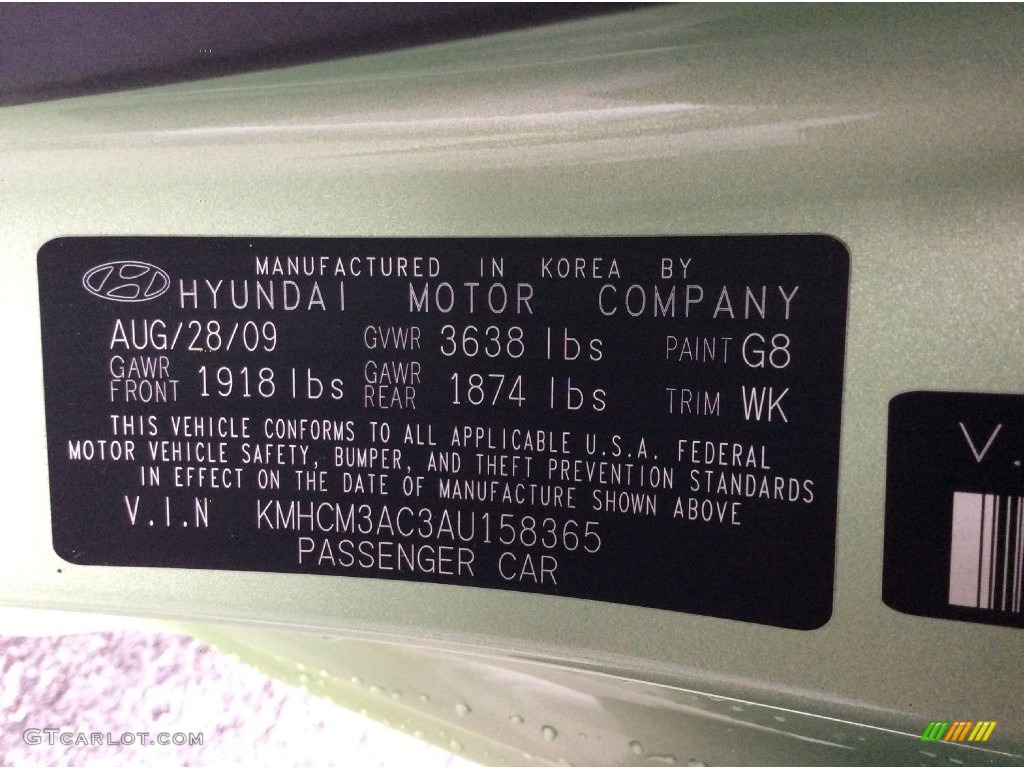 MANUFACTURED IN KOREA BY
HYUNDAI MOTOR COMPANY
AUG/28/09 GVWR 3638 lbs PAINT G8
GAWR FRONT 1918 lbs GAWR REAR 1874 lbs TRIM WK
THIS VEHICLE CONFORMS TO ALL APPLICABLE U.S.A. FEDERAL
MOTOR VEHICLE SAFETY, BUMPER, AND THEFT PREVENTION STANDARDS
IN EFFECT ON THE DATE OF MANUFACTURE SHOWN ABOVE
V.I.N KMHCM3AC3AU158365
PASSENGER CAR
V.
GTCARLOT.COM